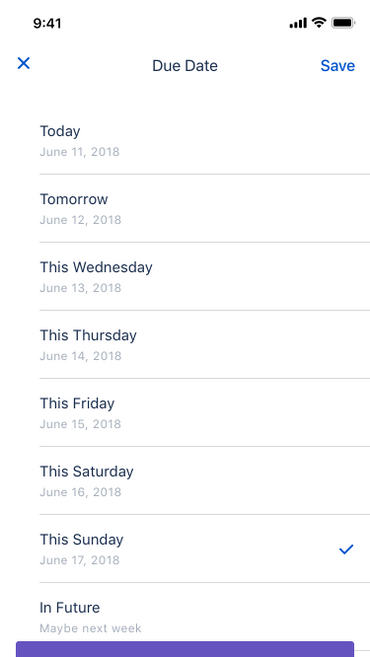 9:41
Due Date
Save
Today
June 11, 2018
Tomorrow
June 12, 2018
This Wednesday
June 13, 2018
This Thursday
June 14, 2018
This Friday
June 15, 2018
This Saturday
June 16, 2018
This Sunday
June 17, 2018
In Future
Maybe next week